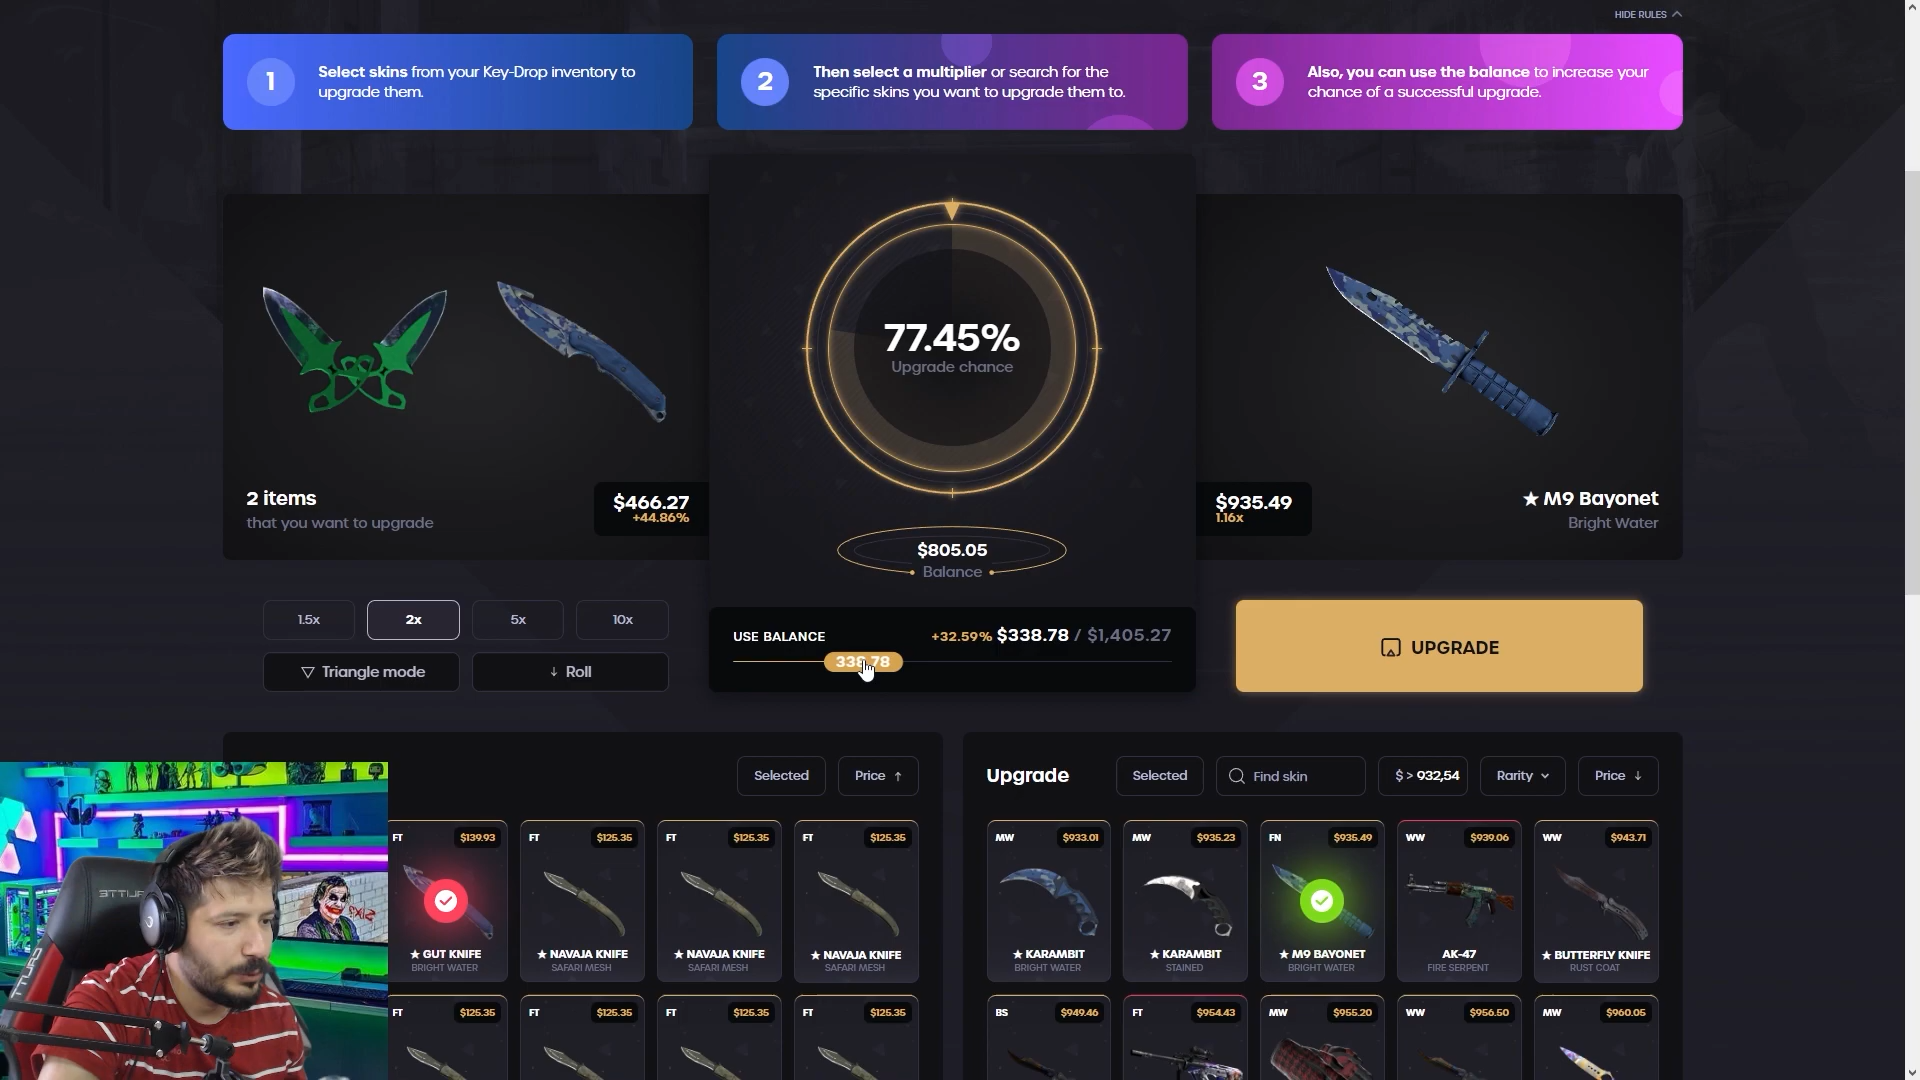 HIDE RULES
1
Select skins from your Key-Drop inventory to
upgrade them.
2
Then select a multiplier or search for the
specific skins you want to upgrade them to.
3
Also, you can use the balance to increase your
chance of a successful upgrade.
77.45%
Upgrade chance
2 items
that you want to upgrade
$466.27
+44.86%
$935.49
1.16x
★ M9 Bayonet
Bright Water
$805.05
Balance
1.5x
2x
5x
10x
Triangle mode
Roll
USE BALANCE
+32.59% $338.78 / $1,405.27
338.78
UPGRADE
Selected
Price
Upgrade
Selected
Find skin
$ > 932,54
Rarity
Price
FT $139.93
★ GUT KNIFE
BRIGHT WATER
FT $125.35
★ NAVAJA KNIFE
SAFARI MESH
FT $125.35
★ NAVAJA KNIFE
SAFARI MESH
FT $125.35
★ NAVAJA KNIFE
SAFARI MESH
MW $933.01
★ KARAMBIT
BRIGHT WATER
MW $935.23
★ KARAMBIT
STAINED
FN $935.49
★ M9 BAYONET
BRIGHT WATER
WW $939.06
AK-47
FIRE SERPENT
WW $943.71
★ BUTTERFLY KNIFE
RUST COAT
FT $125.35
FT $125.35
FT $125.35
FT $125.35
BS $949.46
FT $954.43
MW $955.20
WW $956.50
MW $960.05